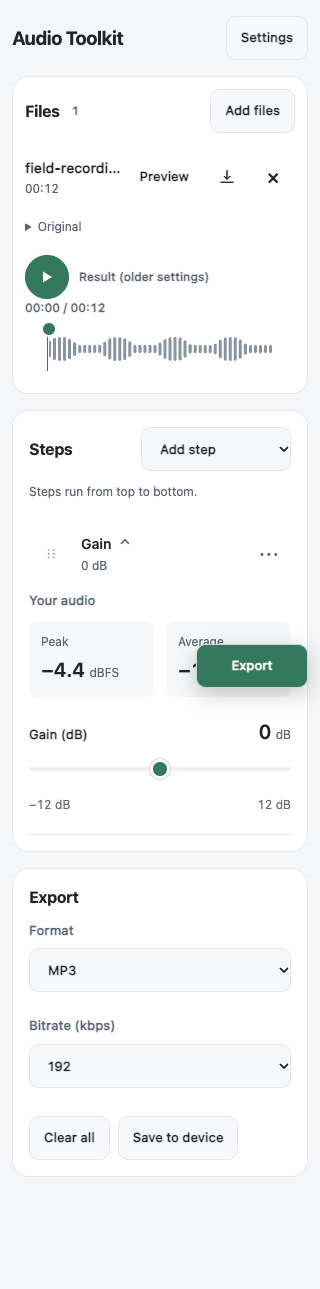 Audio Toolkit
Settings
Files 1
Add files
field-recordi...
Preview
00:12
Original
Result (older settings)
00:00 / 00:12
Steps
Add step
Steps run from top to bottom.
Gain
0 dB
Your audio
Peak
Average
−4.4 dBFS
Export
Gain (dB)
0 dB
−12 dB
12 dB
Export
Format
MP3
Bitrate (kbps)
192
Clear all
Save to device